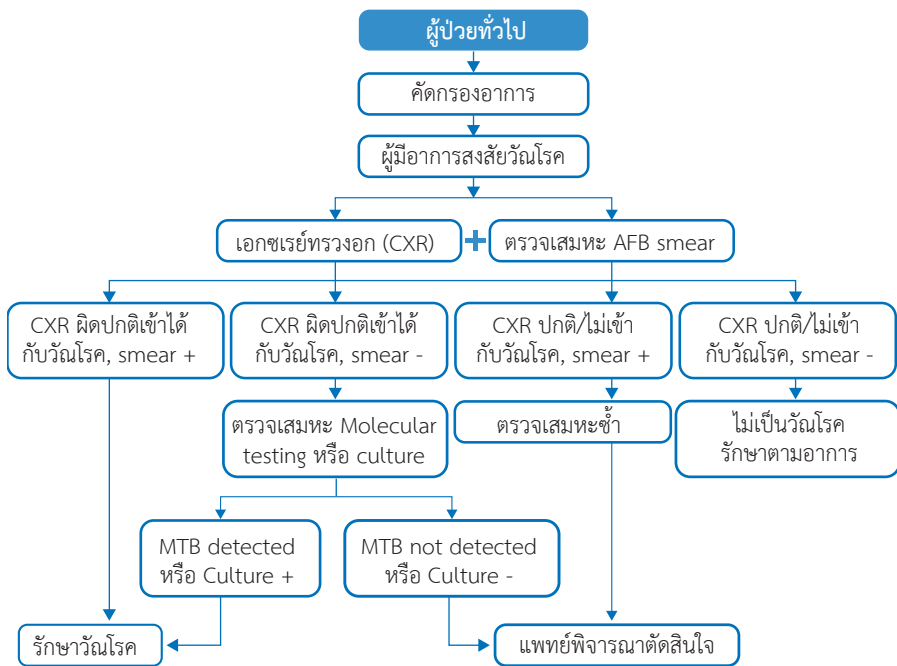 ผู้ป่วยทั่วไป
คัดกรองอาการ
ผู้มีอาการสงสัยวัณโรค
เอกซเรย์ทรวงอก (CXR)
+
ตรวจเสมหะ AFB smear
CXR ผิดปกติเข้าได้
กับวัณโรค, smear +
CXR ผิดปกติเข้าได้
กับวัณโรค, smear -
CXR ปกติ/ไม่เข้า
กับวัณโรค, smear +
CXR ปกติ/ไม่เข้า
กับวัณโรค, smear -
ตรวจเสมหะ Molecular
testing หรือ culture
ตรวจเสมหะซ้ำ
ไม่เป็นวัณโรค
รักษาตามอาการ
MTB detected
หรือ Culture +
MTB not detected
หรือ Culture -
รักษาวัณโรค
แพทย์พิจารณาตัดสินใจ